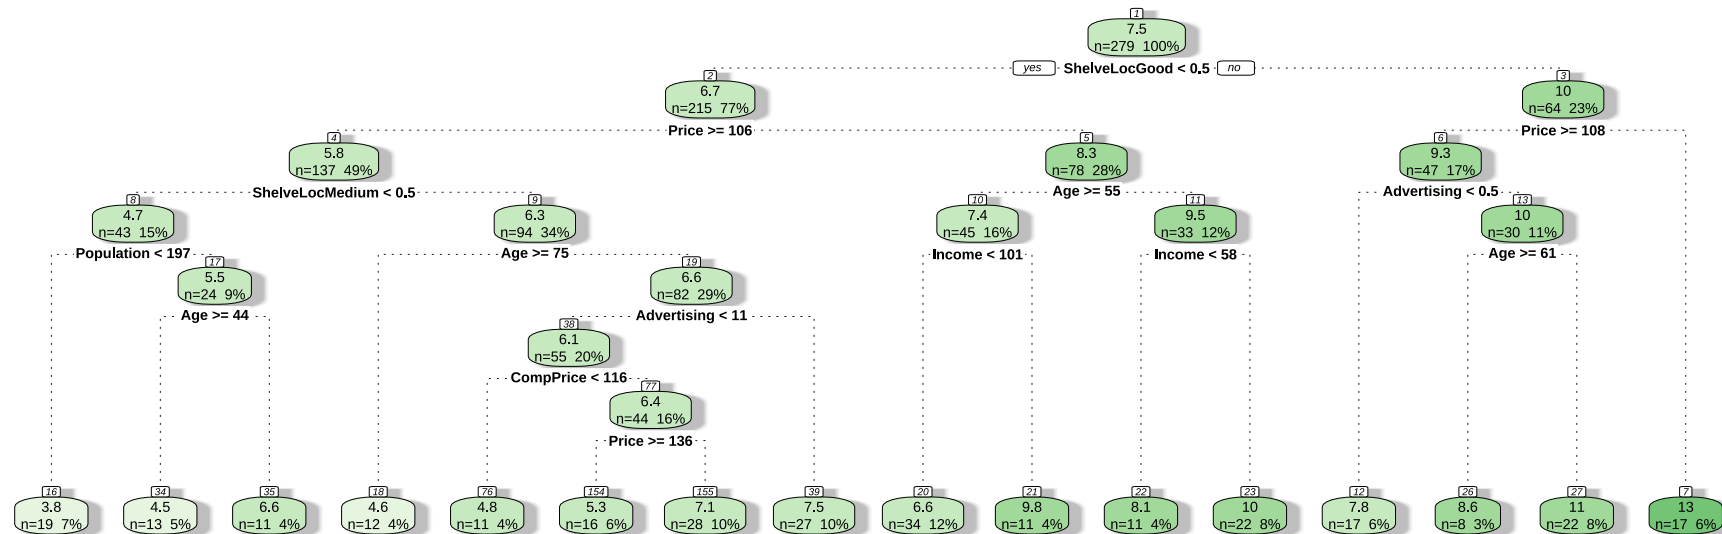 1
7.5
n=279 100%
yes ShelveLocGood < 0.5 no
2
6.7
n=215 77%
Price >= 106
3
10
n=64 23%
Price >= 108
4
5.8
n=137 49%
ShelveLocMedium < 0.5
5
8.3
n=78 28%
Age >= 55
6
9.3
n=47 17%
Advertising < 0.5
8
4.7
n=43 15%
Population < 197
9
6.3
n=94 34%
Age >= 75
10
7.4
n=45 16%
Income < 101
11
9.5
n=33 12%
Income < 58
13
10
n=30 11%
Age >= 61
17
5.5
n=24 9%
Age >= 44
19
6.6
n=82 29%
Advertising < 11
38
6.1
n=55 20%
CompPrice < 116
77
6.4
n=44 16%
Price >= 136
16
3.8
n=19 7%
34
4.5
n=13 5%
35
6.6
n=11 4%
18
4.6
n=12 4%
76
4.8
n=11 4%
154
5.3
n=16 6%
155
7.1
n=28 10%
39
7.5
n=27 10%
20
6.6
n=34 12%
21
9.8
n=11 4%
22
8.1
n=11 4%
23
10
n=22 8%
12
7.8
n=17 6%
26
8.6
n=8 3%
27
11
n=22 8%
7
13
n=17 6%